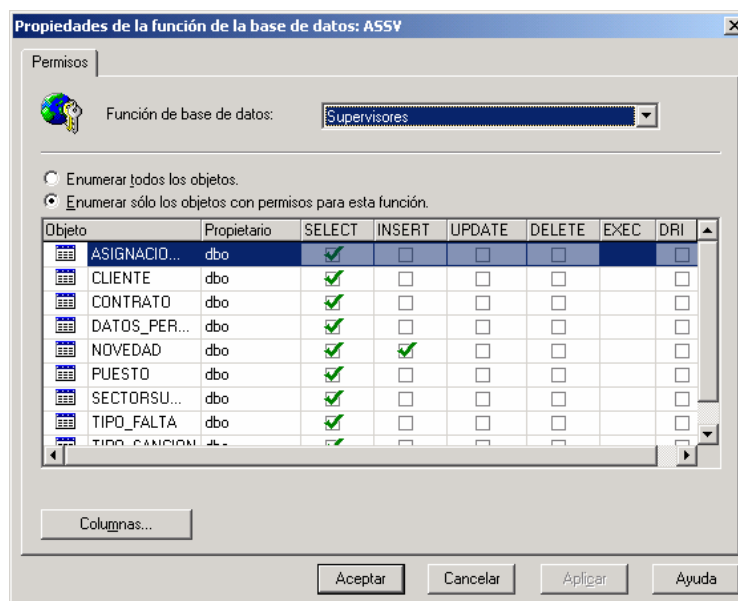 Propiedades de la función de la base de datos: ASSV
Permisos
Función de base de datos: Supervisores
Enumerar todos los objetos.
Enumerar sólo los objetos con permisos para esta función.
Objeto Propietario SELECT INSERT UPDATE DELETE EXEC DRI
ASIGNACIO... dbo
CLIENTE dbo
CONTRATO dbo
DATOS_PER... dbo
NOVEDAD dbo
PUESTO dbo
SECTORSU... dbo
TIPO_FALTA dbo
TIPO_SANCION dbo
Columnas...
Aceptar Cancelar Aplicar Ayuda